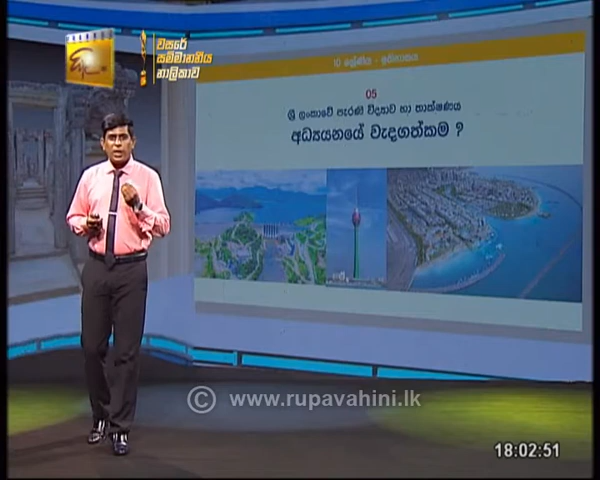 වසරේ
සම්මානනීය
නාලිකාව
10 ශ්‍රේණිය - ඉතිහාසය
05
ශ්‍රී ලංකාවේ පැරණි විද්‍යාව හා තාක්ෂණය
අධ්‍යයනයේ වැදගත්කම ?
© www.rupavahini.lk
18:02:51